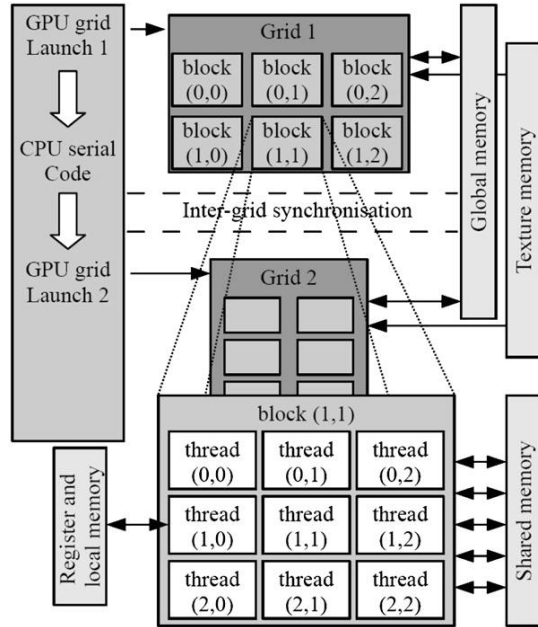 GPU grid
Launch 1
CPU serial
Code
GPU grid
Launch 2
Grid 1
block
(0,0)
block
(0,1)
block
(0,2)
block
(1,0)
block
(1,1)
block
(1,2)
Inter-grid synchronisation
Grid 2
Global memory
Texture memory
block (1,1)
thread
(0,0)
thread
(0,1)
thread
(0,2)
thread
(1,0)
thread
(1,1)
thread
(1,2)
thread
(2,0)
thread
(2,1)
thread
(2,2)
Register and
local memory
Shared memory